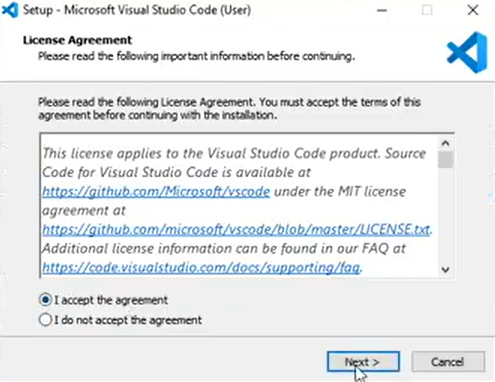 Setup - Microsoft Visual Studio Code (User)
License Agreement
Please read the following important information before continuing.
Please read the following License Agreement. You must accept the terms of this
agreement before continuing with the installation.
This license applies to the Visual Studio Code product. Source
Code for Visual Studio Code is available at
https://github.com/Microsoft/vscode under the MIT license
agreement at
https://github.com/microsoft/vscode/blob/master/LICENSE.txt.
Additional license information can be found in our FAQ at
https://code.visualstudio.com/docs/supporting/faq.
I accept the agreement
I do not accept the agreement
Next >
Cancel